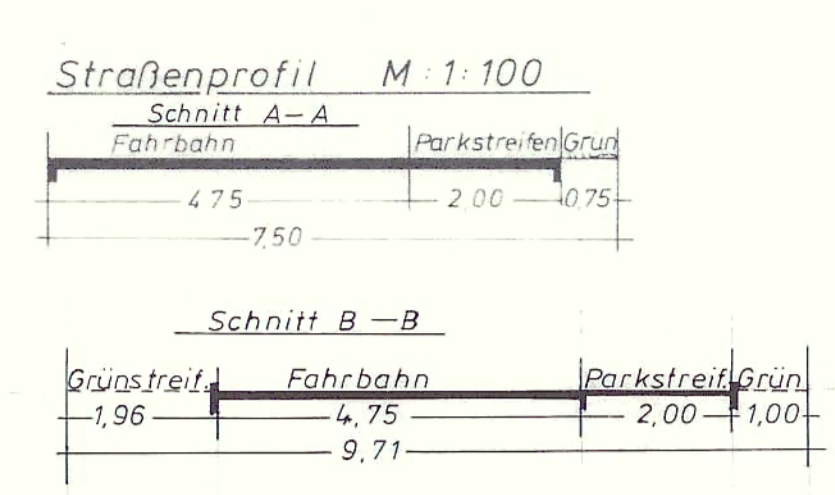 Straßenprofil M : 1 : 100
Schnitt A – A
Fahrbahn Parkstreifen Grün
4 75 2,00 0,75
7,50
Schnitt B – B
Grünstreif. Fahrbahn Parkstreif. Grün
1,96 4,75 2,00 1,00
9,71